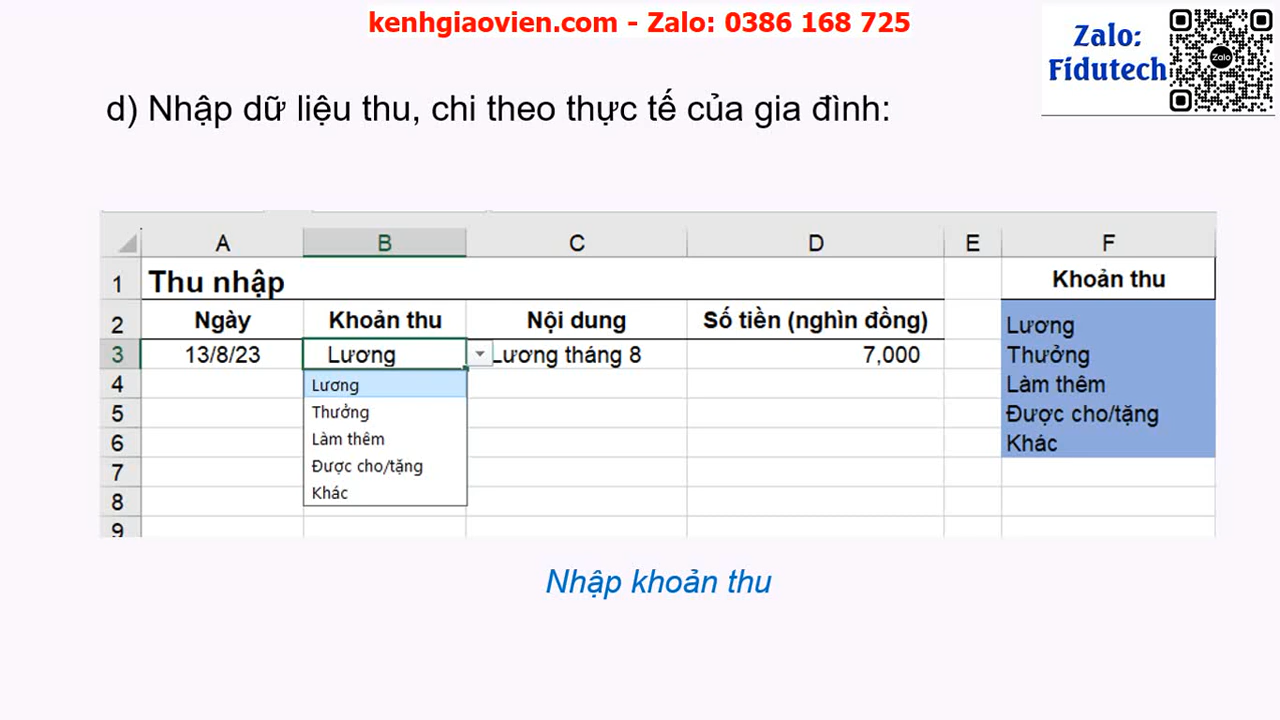 kenhgiaovien.com - Zalo: 0386 168 725
Zalo:
Fidutech
Zalo
d) Nhập dữ liệu thu, chi theo thực tế của gia đình:
A B C D E F
1 Thu nhập Khoản thu
2 Ngày Khoản thu Nội dung Số tiền (nghìn đồng) Lương
3 13/8/23 Lương Lương tháng 8 7,000 Thưởng
4 Lương Làm thêm
5 Thưởng Được cho/tặng
6 Làm thêm Khác
7 Được cho/tặng
8 Khác
9
Nhập khoản thu